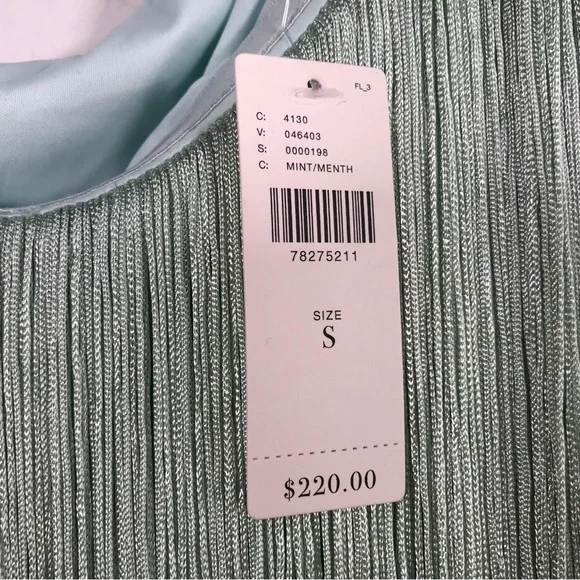 FL_3
C: 4130
V: 046403
S: 0000198
C: MINT/MENTH
78275211
SIZE
S
$220.00